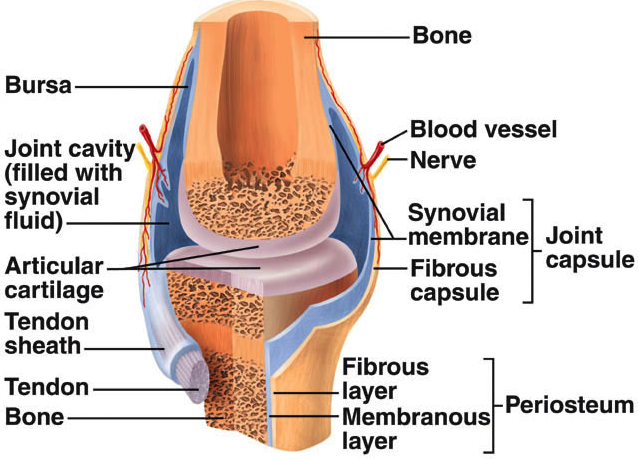 Bone
Bursa
Blood vessel
Joint cavity
(filled with
synovial
fluid)
Nerve
Synovial
membrane
Joint
capsule
Articular
cartilage
Fibrous
capsule
Tendon
sheath
Tendon
Bone
Fibrous
layer
Membranous
layer
Periosteum